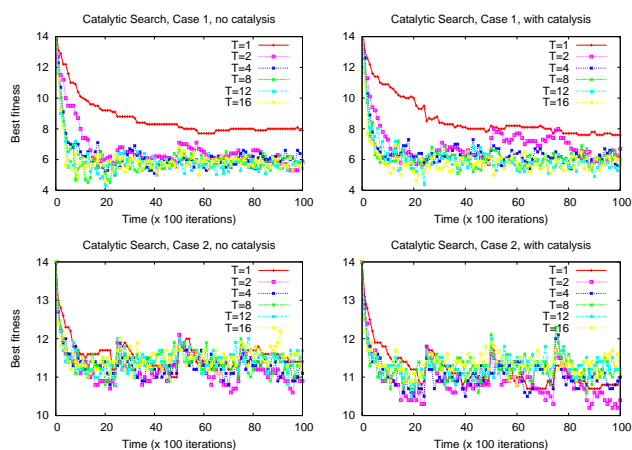 Catalytic Search, Case 1, no catalysis
Best fitness
14
12
10
8
6
4
T=1
T=2
T=4
T=8
T=12
T=16
0 20 40 60 80 100
Time (x 100 iterations)
Catalytic Search, Case 1, with catalysis
14
12
10
8
6
4
T=1
T=2
T=4
T=8
T=12
T=16
0 20 40 60 80 100
Time (x 100 iterations)
Catalytic Search, Case 2, no catalysis
Best fitness
14
13
12
11
10
T=1
T=2
T=4
T=8
T=12
T=16
0 20 40 60 80 100
Time (x 100 iterations)
Catalytic Search, Case 2, with catalysis
14
13
12
11
10
T=1
T=2
T=4
T=8
T=12
T=16
0 20 40 60 80 100
Time (x 100 iterations)